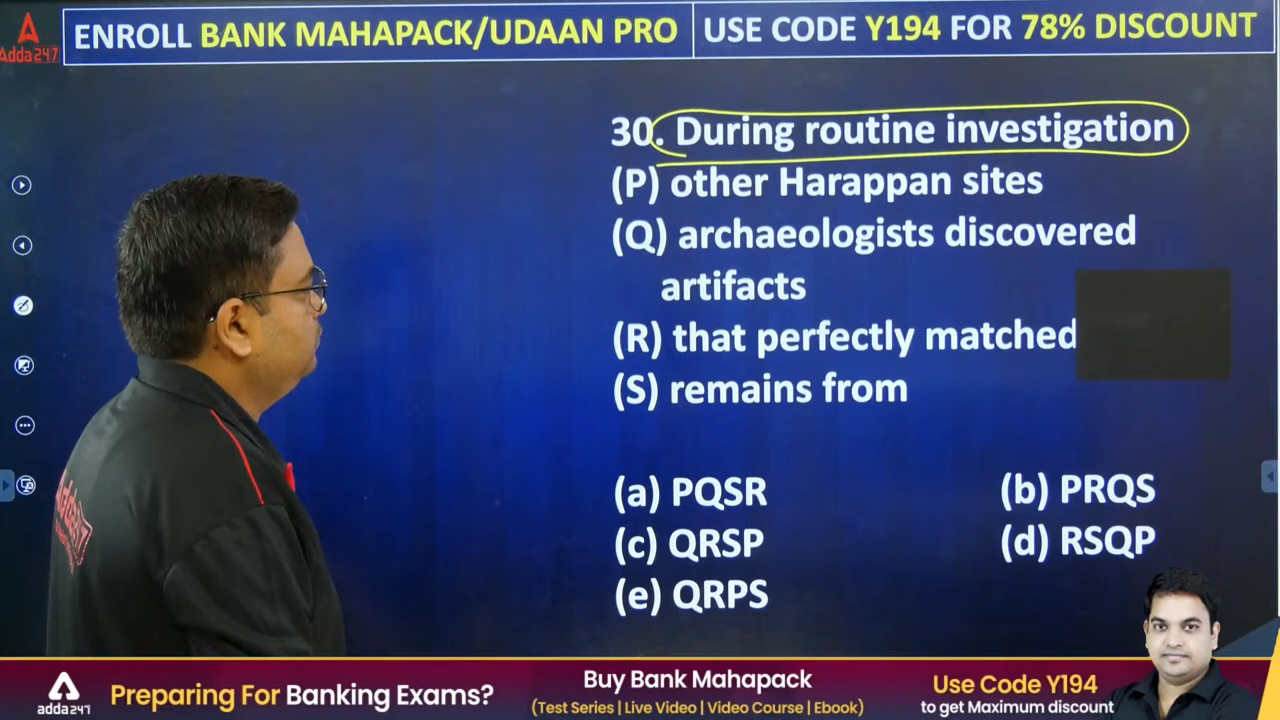 ENROLL BANK MAHAPACK/UDAAN PRO
USE CODE Y194 FOR 78% DISCOUNT
Adda247
30. During routine investigation
(P) other Harappan sites
(Q) archaeologists discovered
artifacts
(R) that perfectly matched
(S) remains from
(a) PQSR
(b) PRQS
(c) QRSP
(d) RSQP
(e) QRPS
adda247
Preparing For Banking Exams?
Buy Bank Mahapack
(Test Series | Live Video | Video Course | Ebook)
Use Code Y194
to get Maximum discount